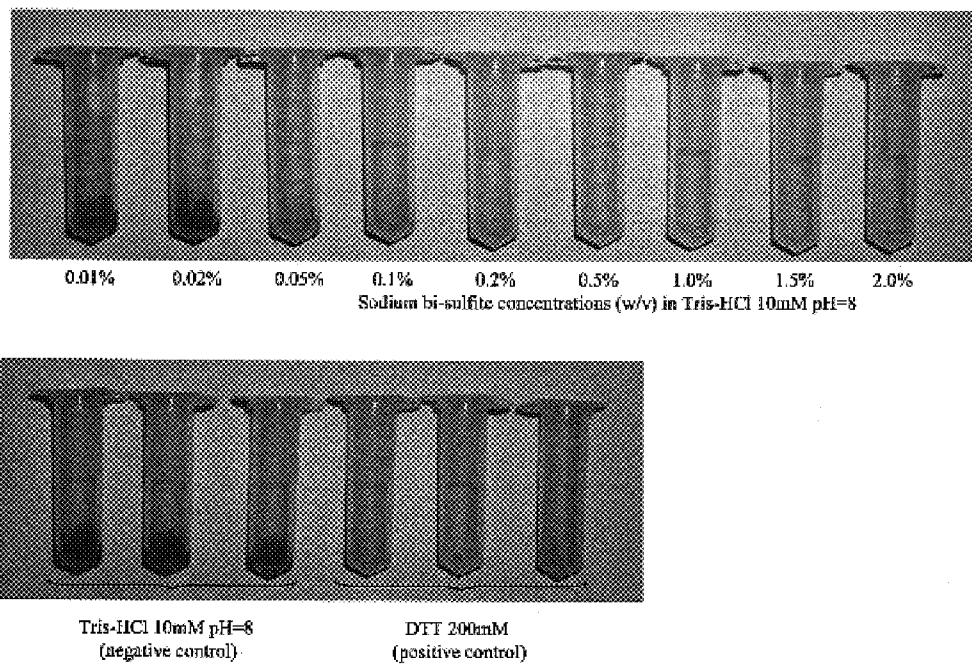 0.01% 0.02% 0.05% 0.1% 0.2% 0.5% 1.0% 1.5% 2.0%
Sodium bi-sulfite concentrations (w/v) in Tris-HCl 10mM pH=8
Tris-HCl 10mM pH=8 DTT 200mM
(negative control) (positive control)